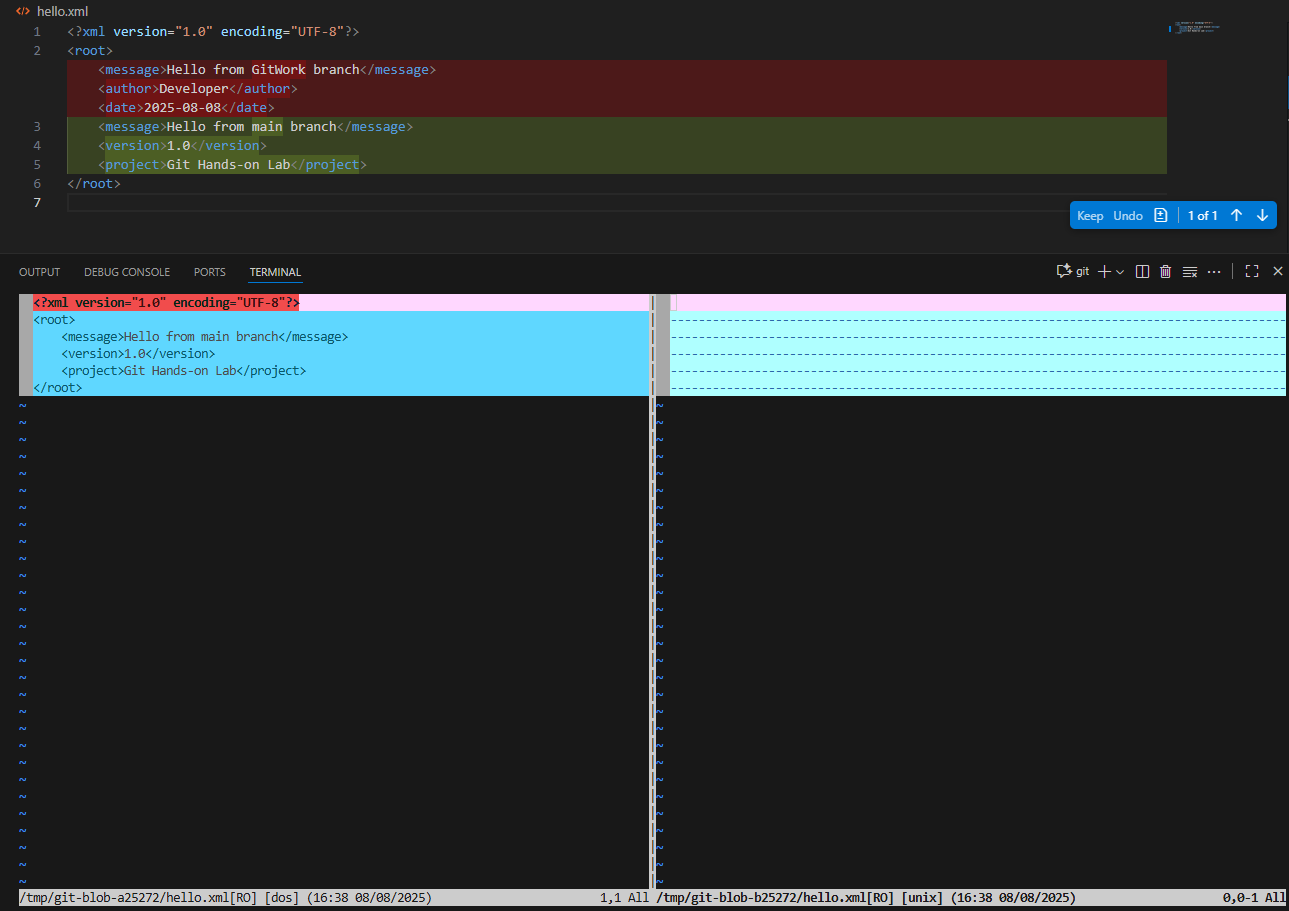 hello.xml
1 <?xml version="1.0" encoding="UTF-8"?>
2 <root>
<message>Hello from GitWork branch</message>
<author>Developer</author>
<date>2025-08-08</date>
3 <message>Hello from main branch</message>
4 <version>1.0</version>
5 <project>Git Hands-on Lab</project>
6 </root>
7
Keep Undo 1 of 1
OUTPUT DEBUG CONSOLE PORTS TERMINAL git
<?xml version="1.0" encoding="UTF-8"?>
<root>
<message>Hello from main branch</message>
<version>1.0</version>
<project>Git Hands-on Lab</project>
</root>
/tmp/git-blob-a25272/hello.xml[RO] [dos] (16:38 08/08/2025) 1,1 All /tmp/git-blob-b25272/hello.xml[RO] [unix] (16:38 08/08/2025) 0,0-1 All